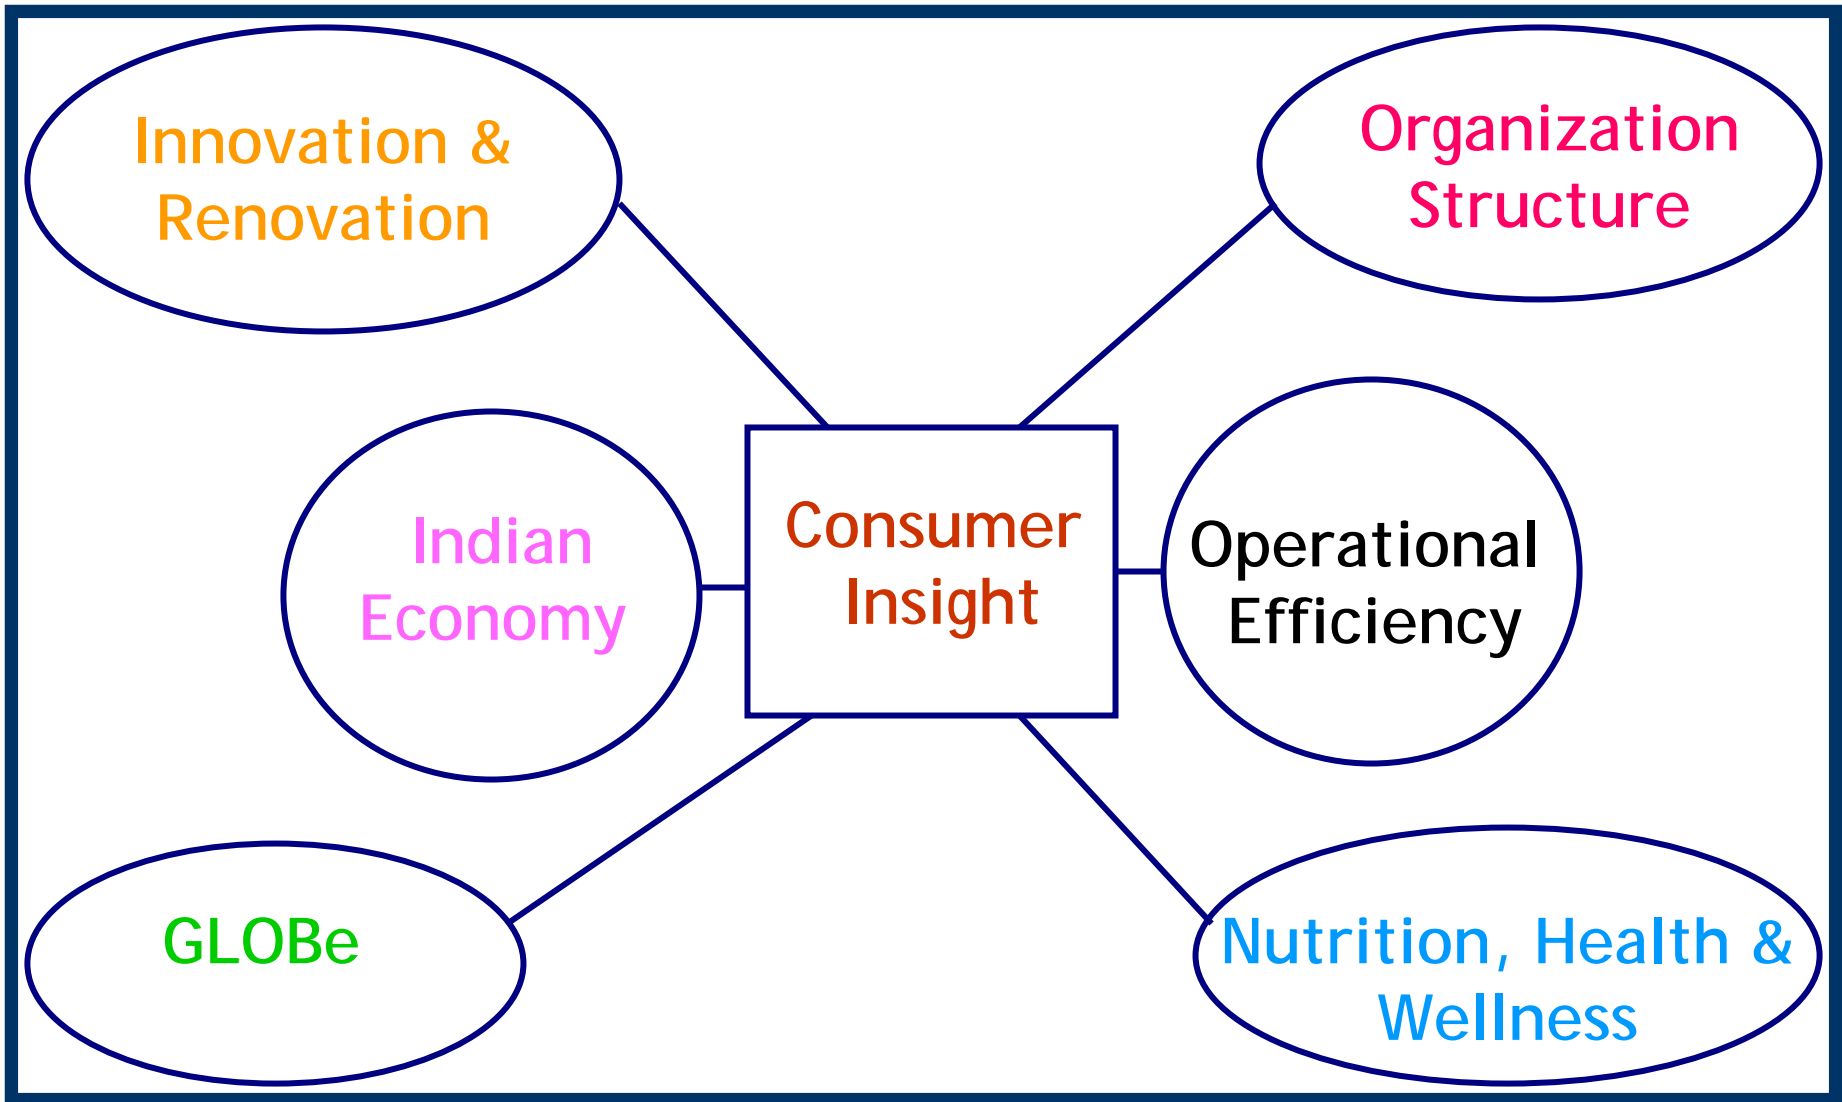 Innovation &
Renovation
Organization
Structure
Indian
Economy
Consumer
Insight
Operational
Efficiency
GLOBe
Nutrition, Health &
Wellness